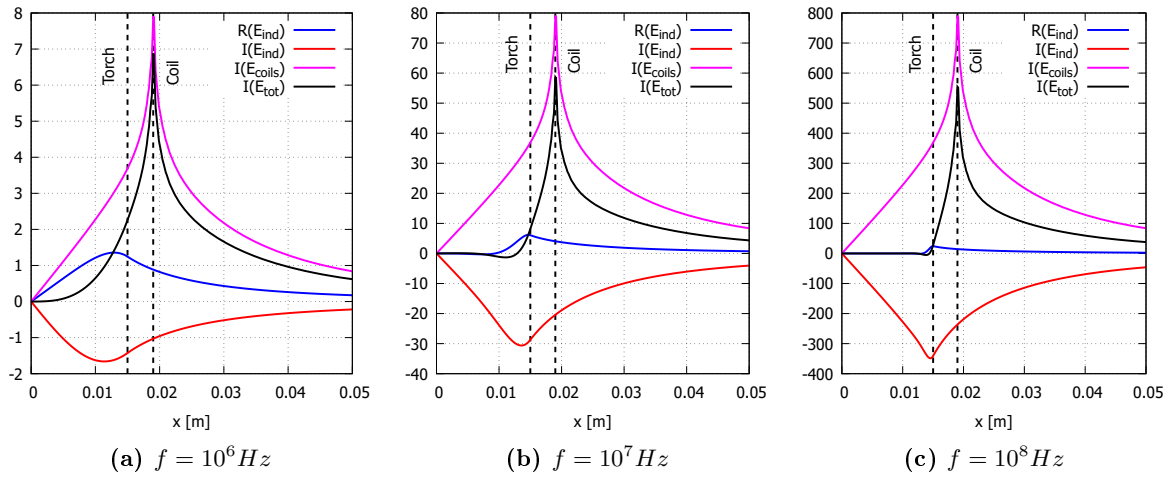 8
7
6
5
4
3
2
1
0
-1
-2
0
0.01
0.02
0.03
0.04
0.05
x [m]
Torch
Coil
R(E_ind)
I(E_ind)
I(E_coils)
I(E_tot)
(a) f = 10^6 Hz
80
70
60
50
40
30
20
10
0
-10
-20
-30
-40
0
0.01
0.02
0.03
0.04
0.05
x [m]
Torch
Coil
R(E_ind)
I(E_ind)
I(E_coils)
I(E_tot)
(b) f = 10^7 Hz
800
700
600
500
400
300
200
100
0
-100
-200
-300
-400
0
0.01
0.02
0.03
0.04
0.05
x [m]
Torch
Coil
R(E_ind)
I(E_ind)
I(E_coils)
I(E_tot)
(c) f = 10^8 Hz